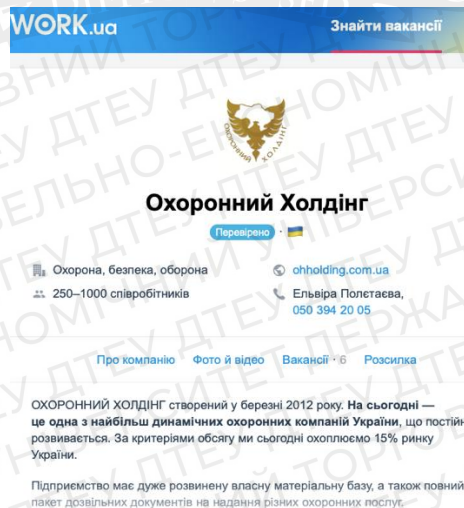 WORK.ua
Знайти вакансії
ОХОРОННИЙ ХОЛДІНГ
Охоронний Холдінг
Перевірено
Охорона, безпека, оборона
ohholding.com.ua
250–1000 співробітників
Ельвіра Полєтаєва,
050 394 20 05
Про компанію Фото й відео Вакансії · 6 Розсилка
ОХОРОННИЙ ХОЛДІНГ створений у березні 2012 року. На сьогодні —
це одна з найбільш динамічних охоронних компаній України, що постійн
розвивається. За критеріями обсягу ми сьогодні охоплюємо 15% ринку
України.
Підприємство має дуже розвинену власну матеріальну базу, а також повний
пакет дозвільних документів на надання різних охоронних послуг.